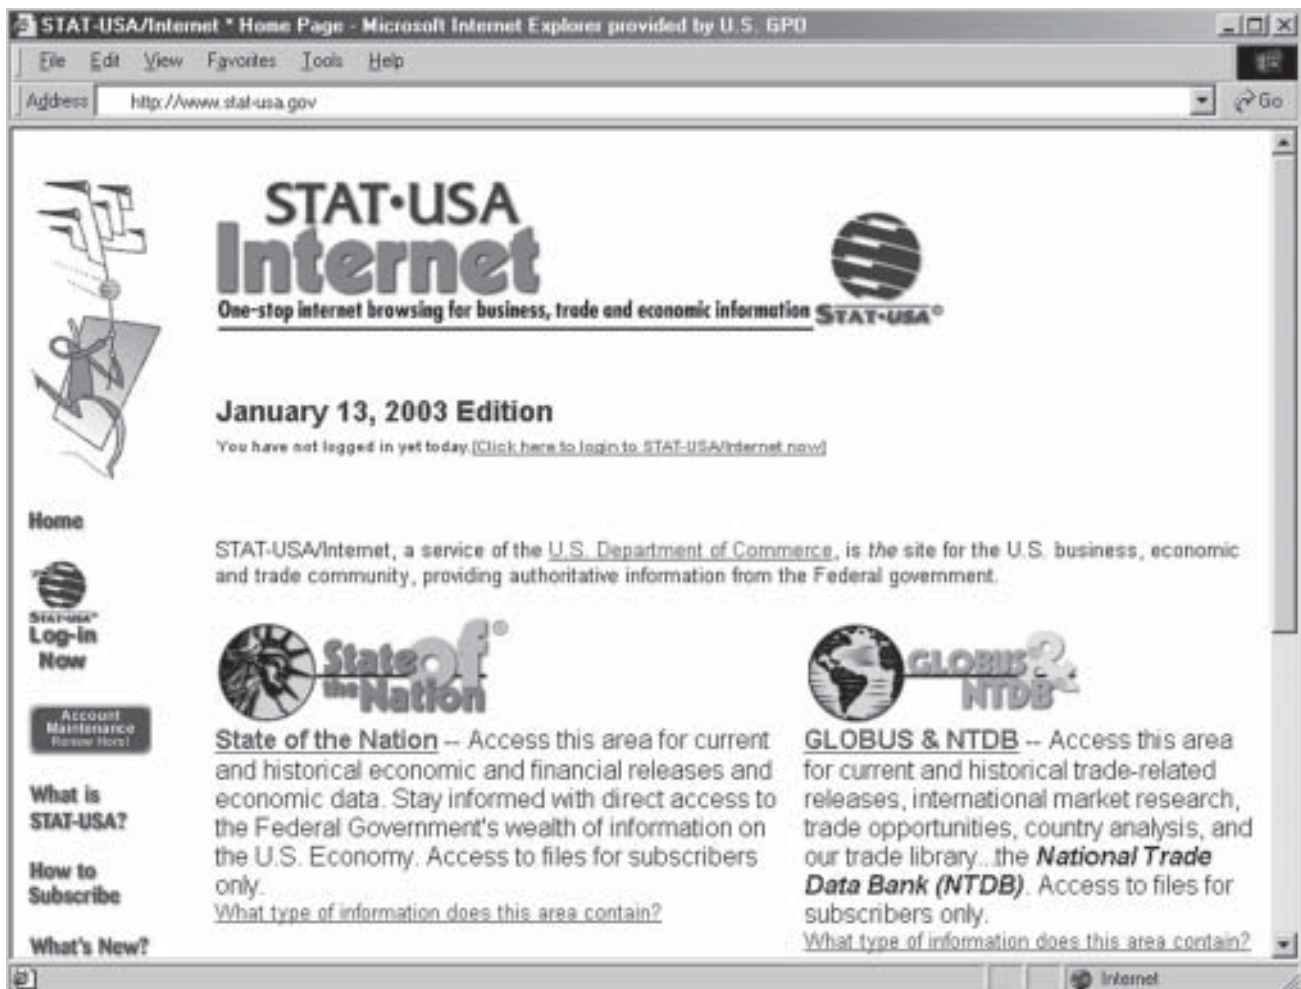 STAT-USA/Internet * Home Page - Microsoft Internet Explorer provided by U.S. GPO
File Edit View Favorites Tools Help
Address http://www.stat-usa.gov Go
STAT•USA
Internet
One-stop internet browsing for business, trade and economic information
STAT-USA®
January 13, 2003 Edition
You have not logged in yet today.[Click here to login to STAT-USA/Internet now]
Home
STAT-USA/Internet, a service of the U.S. Department of Commerce, is the site for the U.S. business, economic
and trade community, providing authoritative information from the Federal government.
STAT-USA®
Log-in
Now
Account
Maintenance
Renew Here!
What is
STAT-USA?
How to
Subscribe
What's New?
State of
the Nation®
State of the Nation -- Access this area for current
and historical economic and financial releases and
economic data. Stay informed with direct access to
the Federal Government's wealth of information on
the U.S. Economy. Access to files for subscribers
only.
What type of information does this area contain?
GLOBUS &
NTDB
GLOBUS & NTDB -- Access this area
for current and historical trade-related
releases, international market research,
trade opportunities, country analysis, and
our trade library...the National Trade
Data Bank (NTDB). Access to files for
subscribers only.
What type of information does this area contain?
Internet